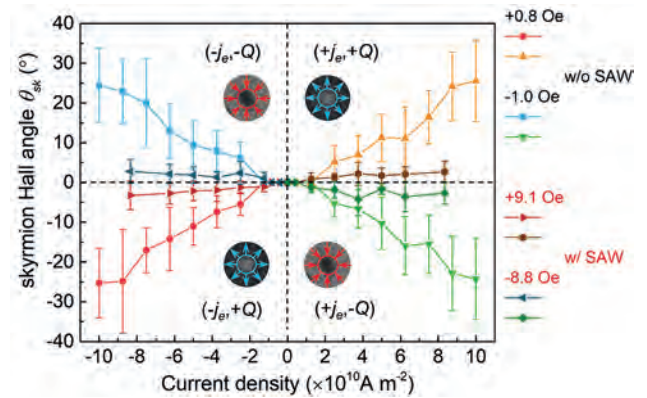 40
30
20
10
0
-10
-20
-30
-40
skyrmion Hall angle θsk (°)
(-je,-Q)
(+je,+Q)
(-je,+Q)
(+je,-Q)
-10 -8 -6 -4 -2 0 2 4 6 8 10
Current density (×10¹⁰A m⁻²)
+0.8 Oe
w/o SAW
-1.0 Oe
+9.1 Oe
w/ SAW
-8.8 Oe